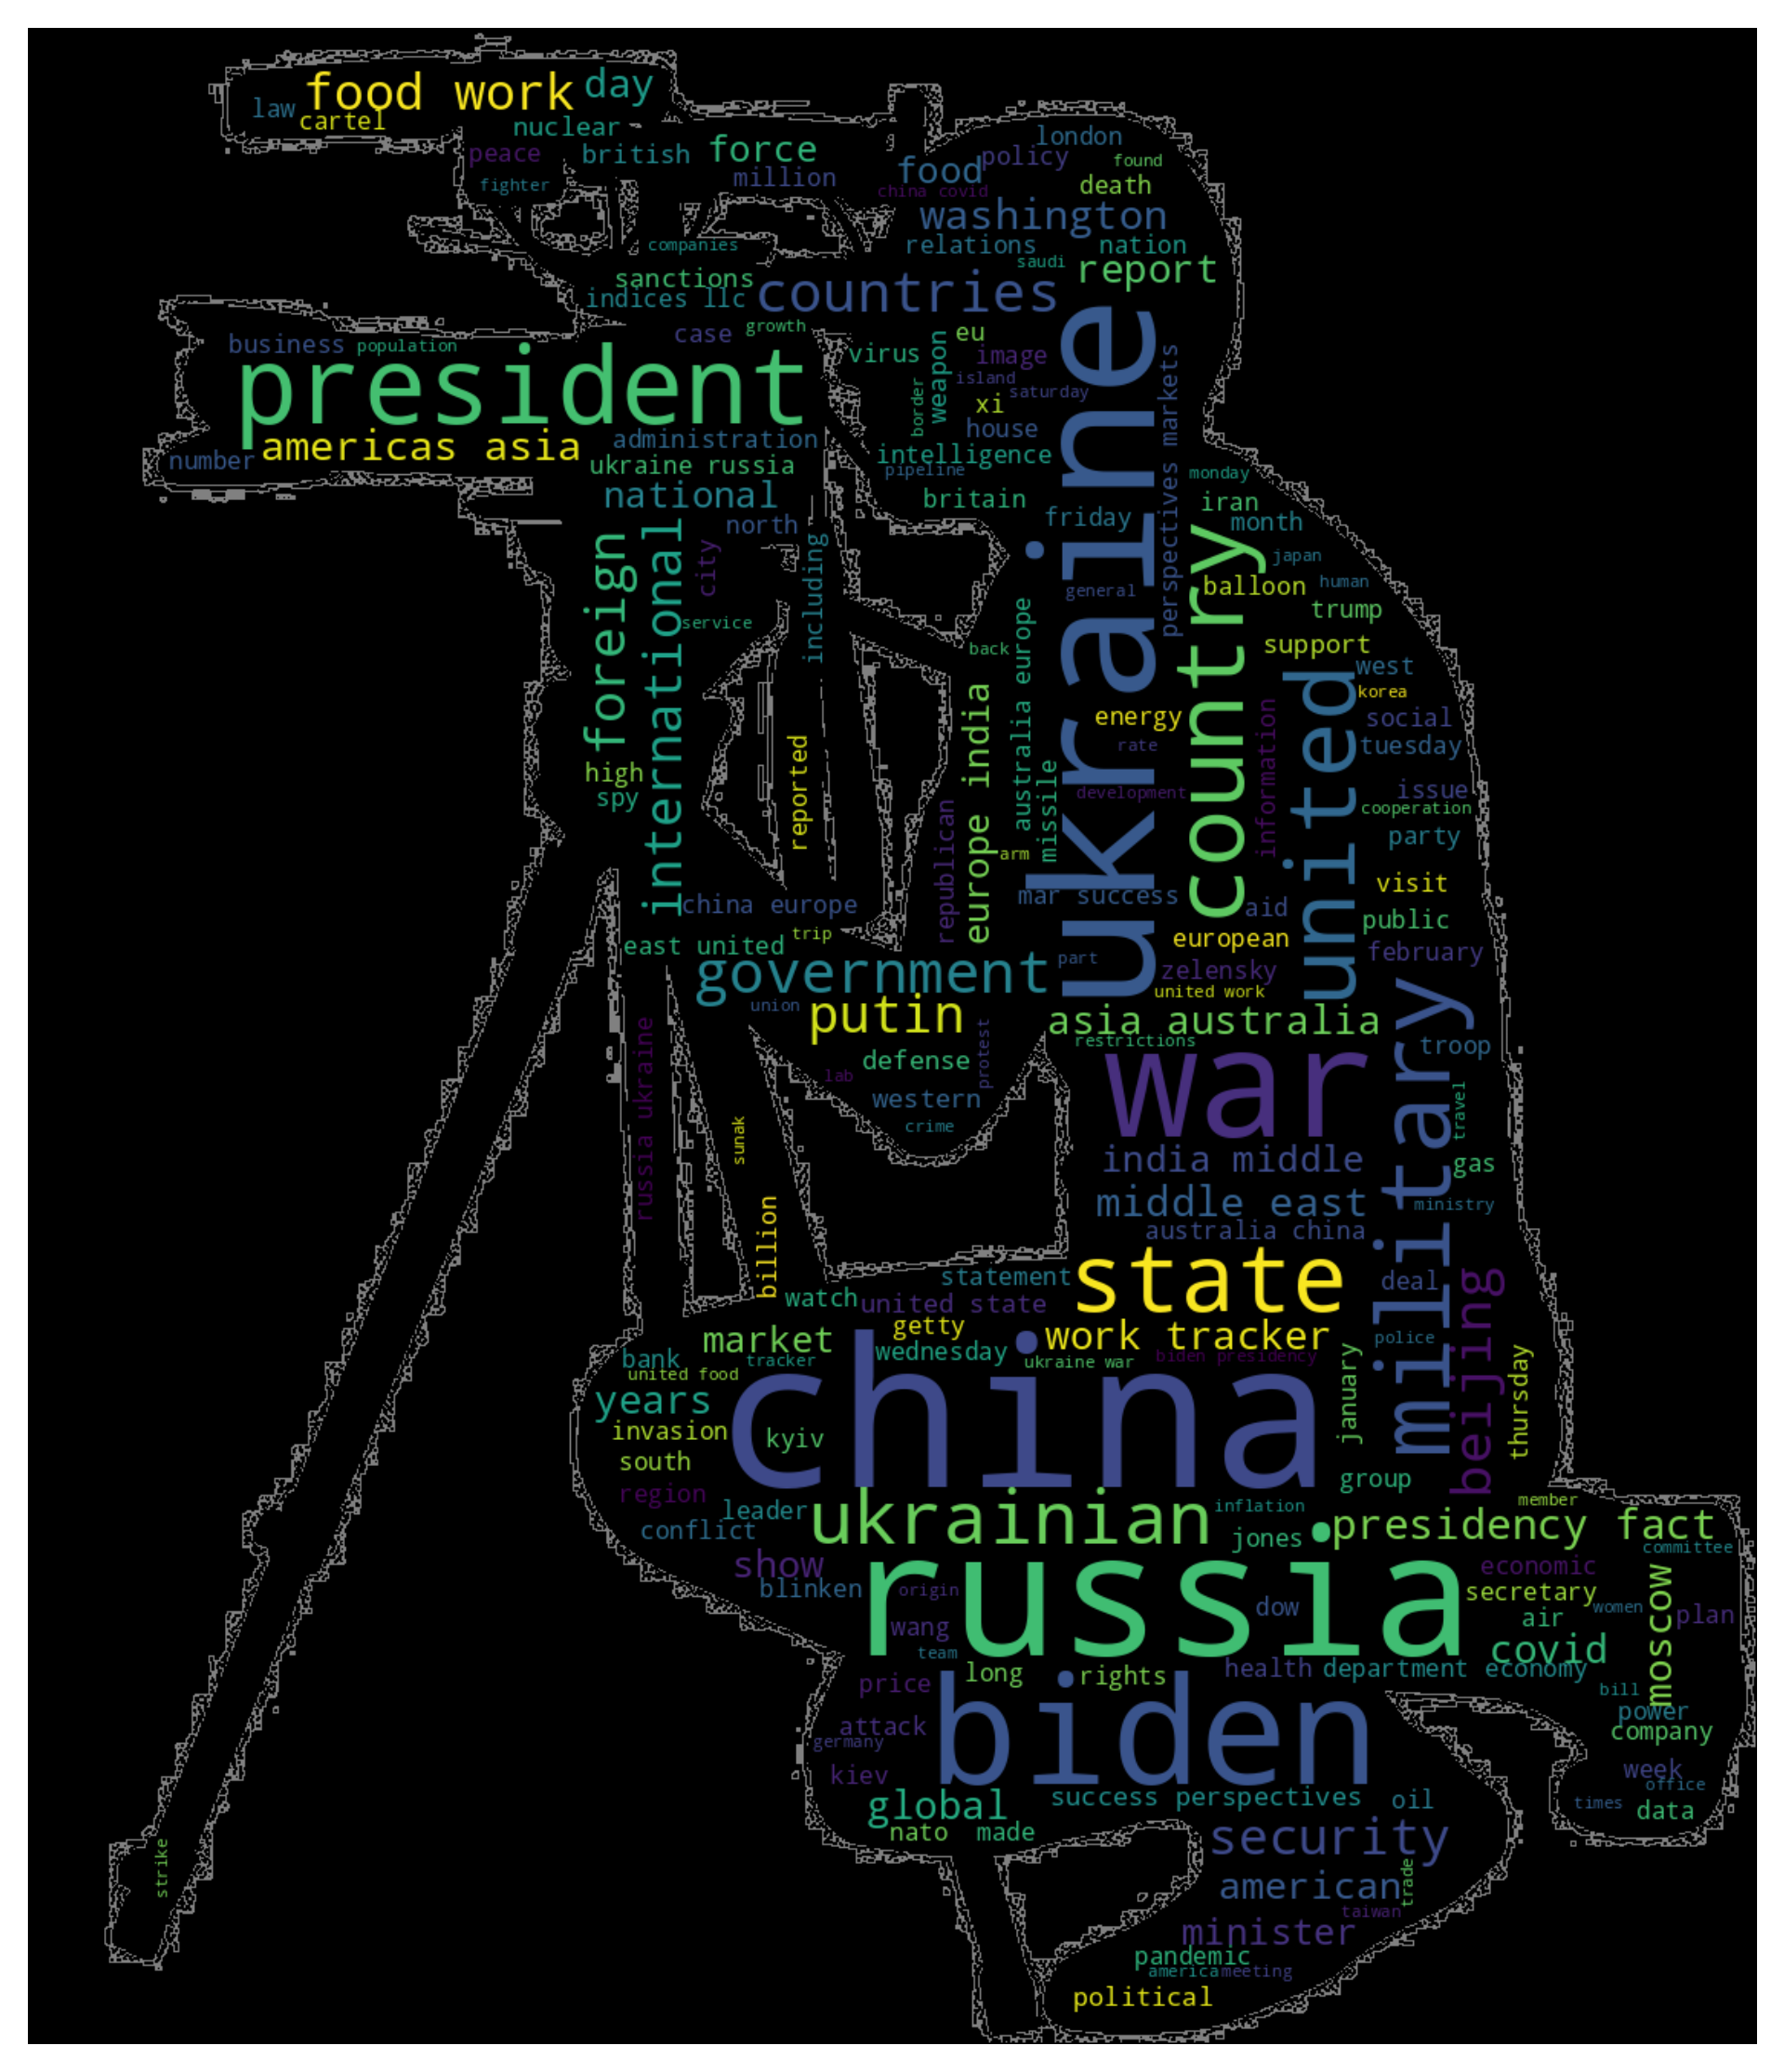 food work
day
law
cartel
nuclear
peace
british
force
million
fighter
london
policy
found
food
death
china covid
washington
companies
relations
nation
saudi
report
sanctions
indices llc
countries
case
growth
business
population
president
americas asia
number
administration
ukraine russia
national
north
virus
eu
weapon
image
island
saturday
border
xi
house
intelligence
pipeline
britain
friday
ukraine
perspectives markets
monday
iran
month
japan
country
balloon
human
trump
general
support
west
korea
social
tuesday
united
foreign
international
city
including
service
back
high
spy
reported
europe india
australia europe
energy
rate
missile
development
information
issue
cooperation
party
republican
arm
mar success
aid
visit
public
china europe
east united
trip
european
february
government
part
zelensky
united work
union
putin
asia australia
restrictions
protest
defense
lab
western
crime
war
military
troop
travel
russia ukraine
sunak
india middle
gas
middle east
ministry
australia china
billion
statement
state
deal
beijing
watch
united state
getty
work tracker
police
market
wednesday
ukraine war
biden presidency
bank
tracker
united food
january
thursday
years
china
invasion
kyiv
south
region
group
leader
ukrainian
inflation
member
conflict
jones
presidency fact
committee
show
russia
economic
blinken
origin
secretary
moscow
dow
women
air
plan
wang
team
covid
long
rights
health
department
economy
price
biden
bill
attack
power
germany
company
kiev
week
office
global
success perspectives
oil
times
data
nato
made
security
strike
american
trade
taiwan
minister
pandemic
america
meeting
political